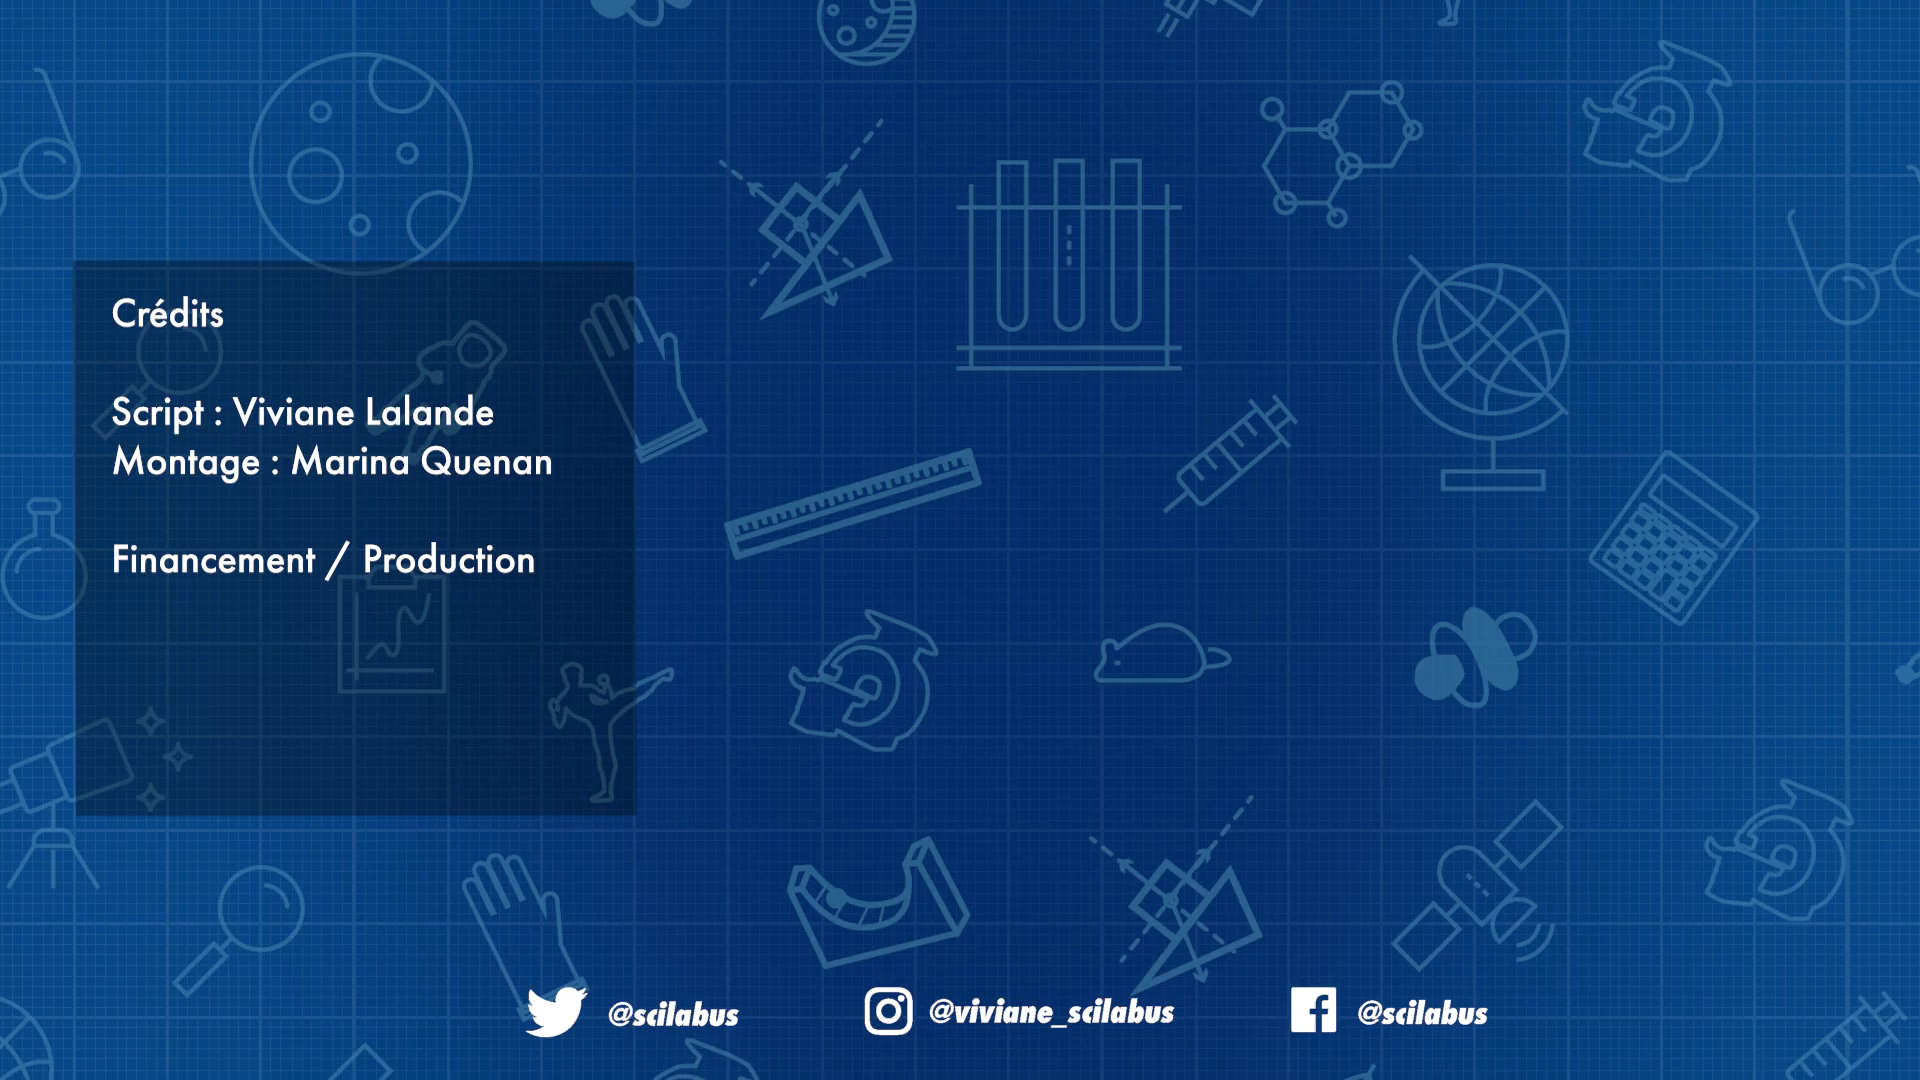 Crédits
Script : Viviane Lalande
Montage : Marina Quenan
Financement / Production
@scilabus
@viviane_scilabus
@scilabus